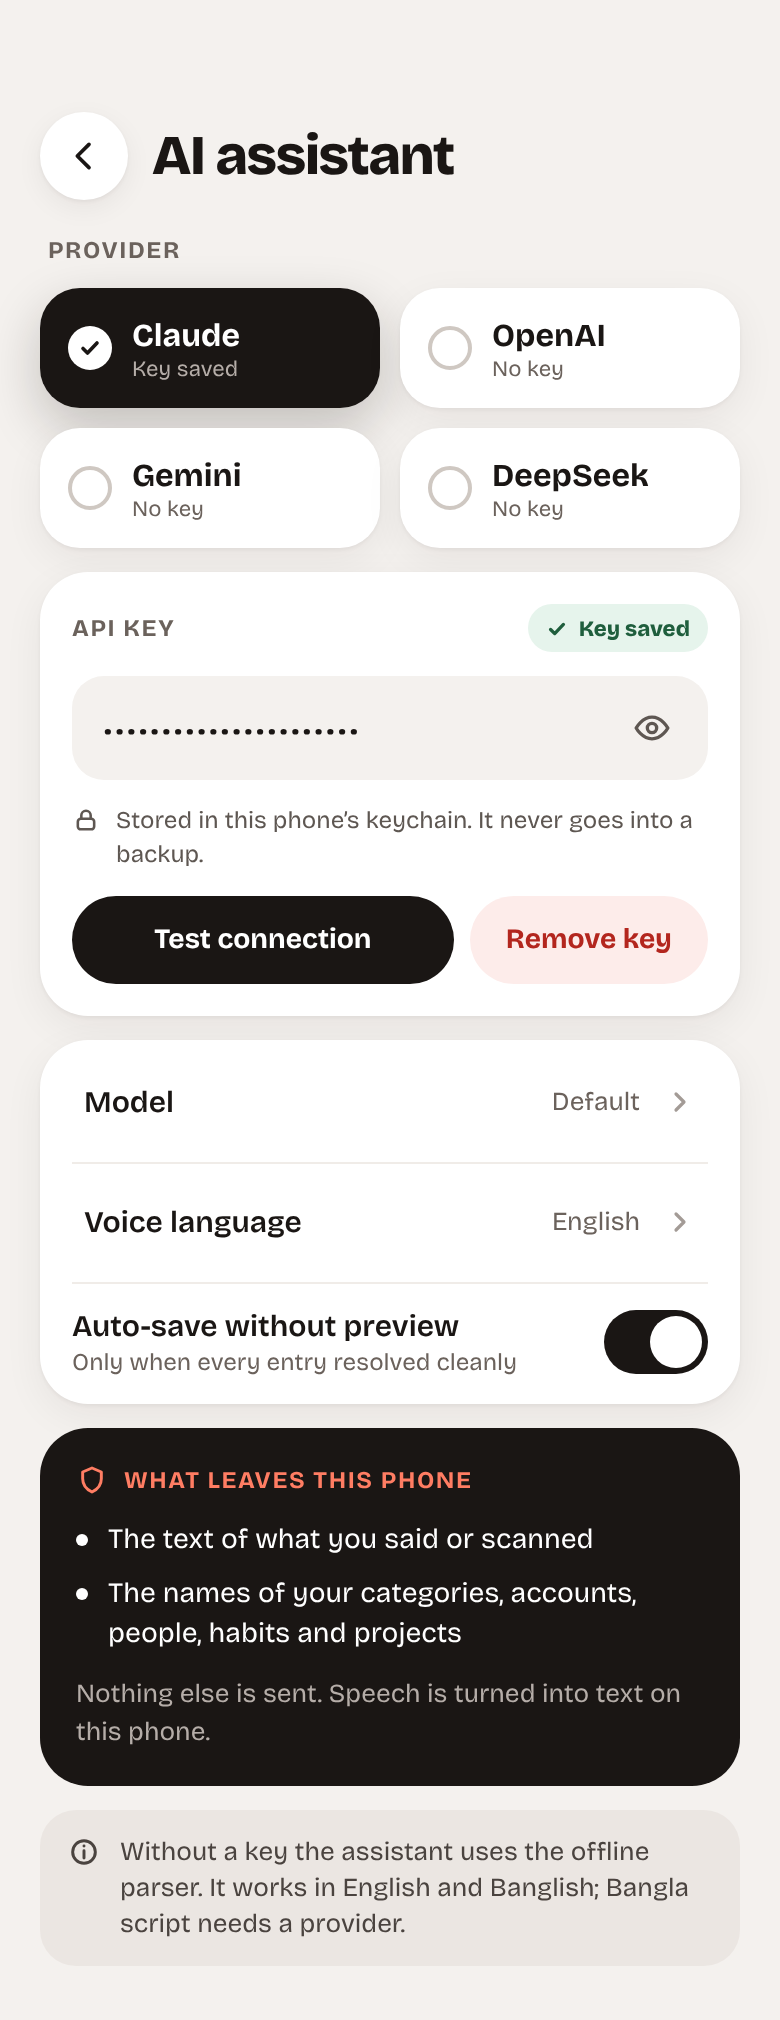 AI assistant
PROVIDER
Claude
Key saved
OpenAI
No key
Gemini
No key
DeepSeek
No key
API KEY
Key saved
••••••••••••••••••••••
Stored in this phone's keychain. It never goes into a
backup.
Test connection
Remove key
Model
Default
Voice language
English
Auto-save without preview
Only when every entry resolved cleanly
WHAT LEAVES THIS PHONE
• The text of what you said or scanned
• The names of your categories, accounts,
people, habits and projects
Nothing else is sent. Speech is turned into text on
this phone.
Without a key the assistant uses the offline
parser. It works in English and Banglish; Bangla
script needs a provider.